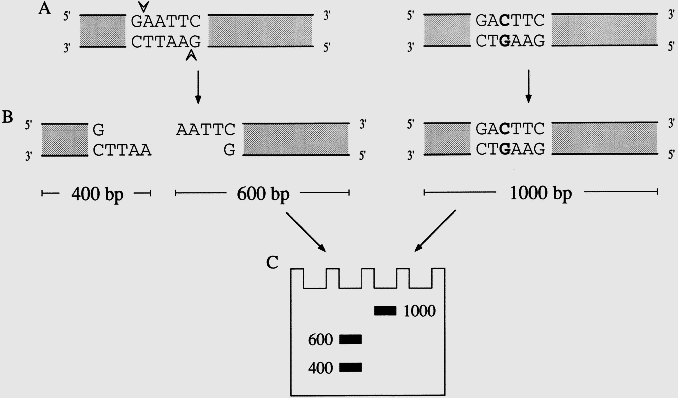 A
5' GAATTC 3'
3' CTTAAG 5'
5' GACTTC 3'
3' CTGAAG 5'
B
5' G
3' CTTAA
AATTC 3'
G 5'
5' GACTTC 3'
3' CTGAAG 5'
400 bp
600 bp
1000 bp
C
1000
600
400